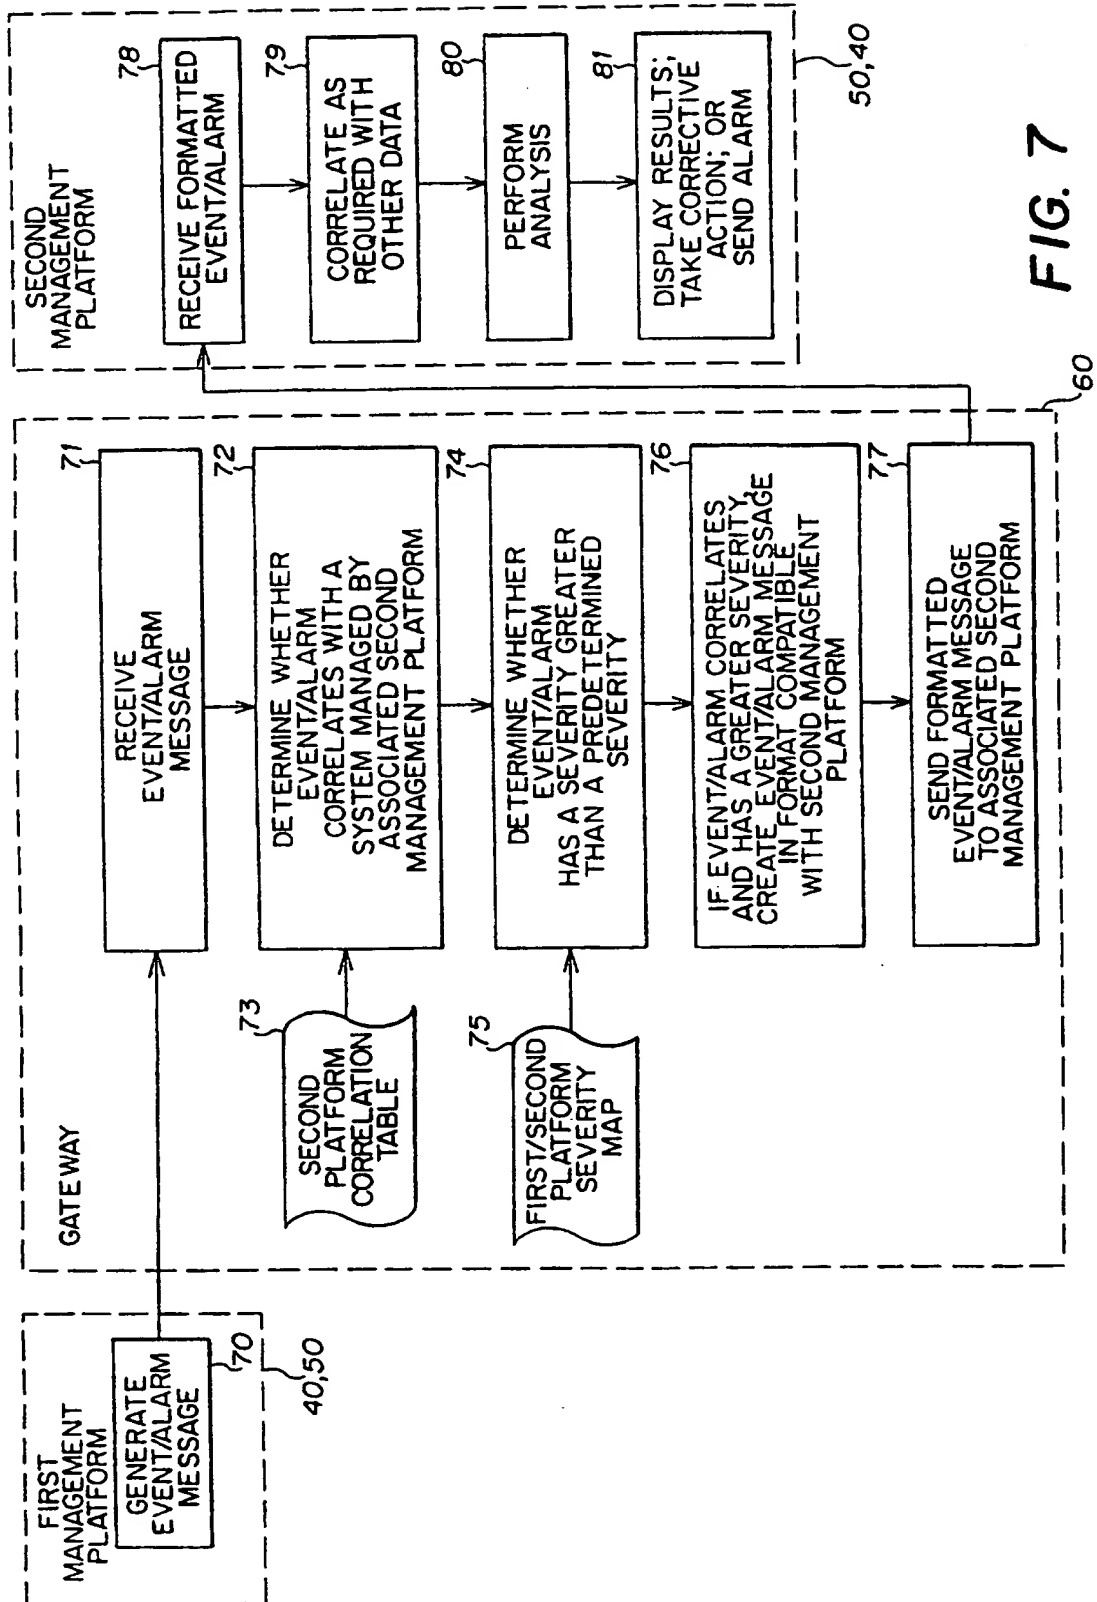 FIRST
MANAGEMENT
PLATFORM
GENERATE
EVENT/ALARM
MESSAGE
70
40,50
GATEWAY
71
RECEIVE
EVENT/ALARM
MESSAGE
72
DETERMINE WHETHER
EVENT/ALARM
CORRELATES WITH A
SYSTEM MANAGED BY
ASSOCIATED SECOND
MANAGEMENT PLATFORM
73
SECOND
PLATFORM
CORRELATION
TABLE
74
DETERMINE WHETHER
EVENT/ALARM
HAS A SEVERITY GREATER
THAN A PREDETERMINED
SEVERITY
75
FIRST/SECOND
PLATFORM
SEVERITY
MAP
76
IF EVENT/ALARM CORRELATES
AND HAS A GREATER SEVERITY,
CREATE EVENT/ALARM MESSAGE
IN FORMAT COMPATIBLE
WITH SECOND MANAGEMENT
PLATFORM
77
SEND FORMATTED
EVENT/ALARM MESSAGE
TO ASSOCIATED SECOND
MANAGEMENT PLATFORM
60
SECOND
MANAGEMENT
PLATFORM
78
RECEIVE FORMATTED
EVENT/ALARM
79
CORRELATE AS
REQUIRED WITH
OTHER DATA
80
PERFORM
ANALYSIS
81
DISPLAY RESULTS;
TAKE CORRECTIVE
ACTION; OR
SEND ALARM
50,40
FIG. 7